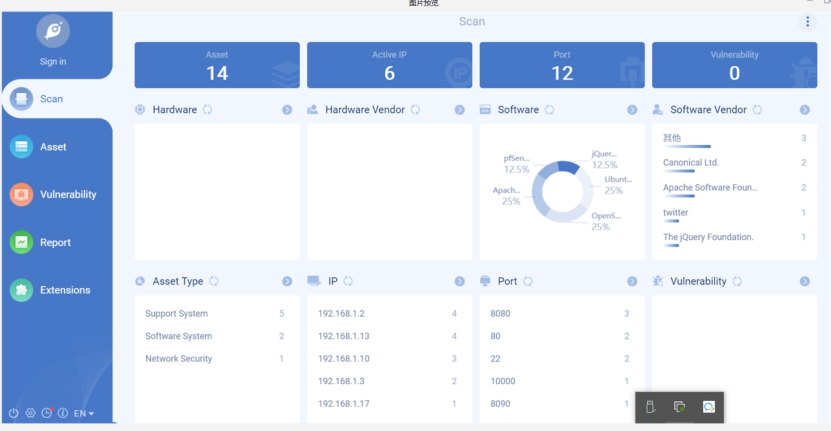 图片预览
Scan
Sign in
Scan
Asset
Vulnerability
Report
Extensions
EN
Asset
14
Active IP
6
Port
12
Vulnerability
0
Hardware
Hardware Vendor
Software
pfSen...
12.5%
jQuer...
12.5%
Ubunt...
25%
Apach...
25%
OpenS...
25%
Software Vendor
其他 3
Canonical Ltd. 2
Apache Software Foun... 2
twitter 1
The jQuery Foundation. 1
Asset Type
Support System 5
Software System 2
Network Security 1
IP
192.168.1.2 4
192.168.1.13 4
192.168.1.10 3
192.168.1.3 2
192.168.1.17 1
Port
8080 3
80 2
22 2
10000 1
8090 1
Vulnerability